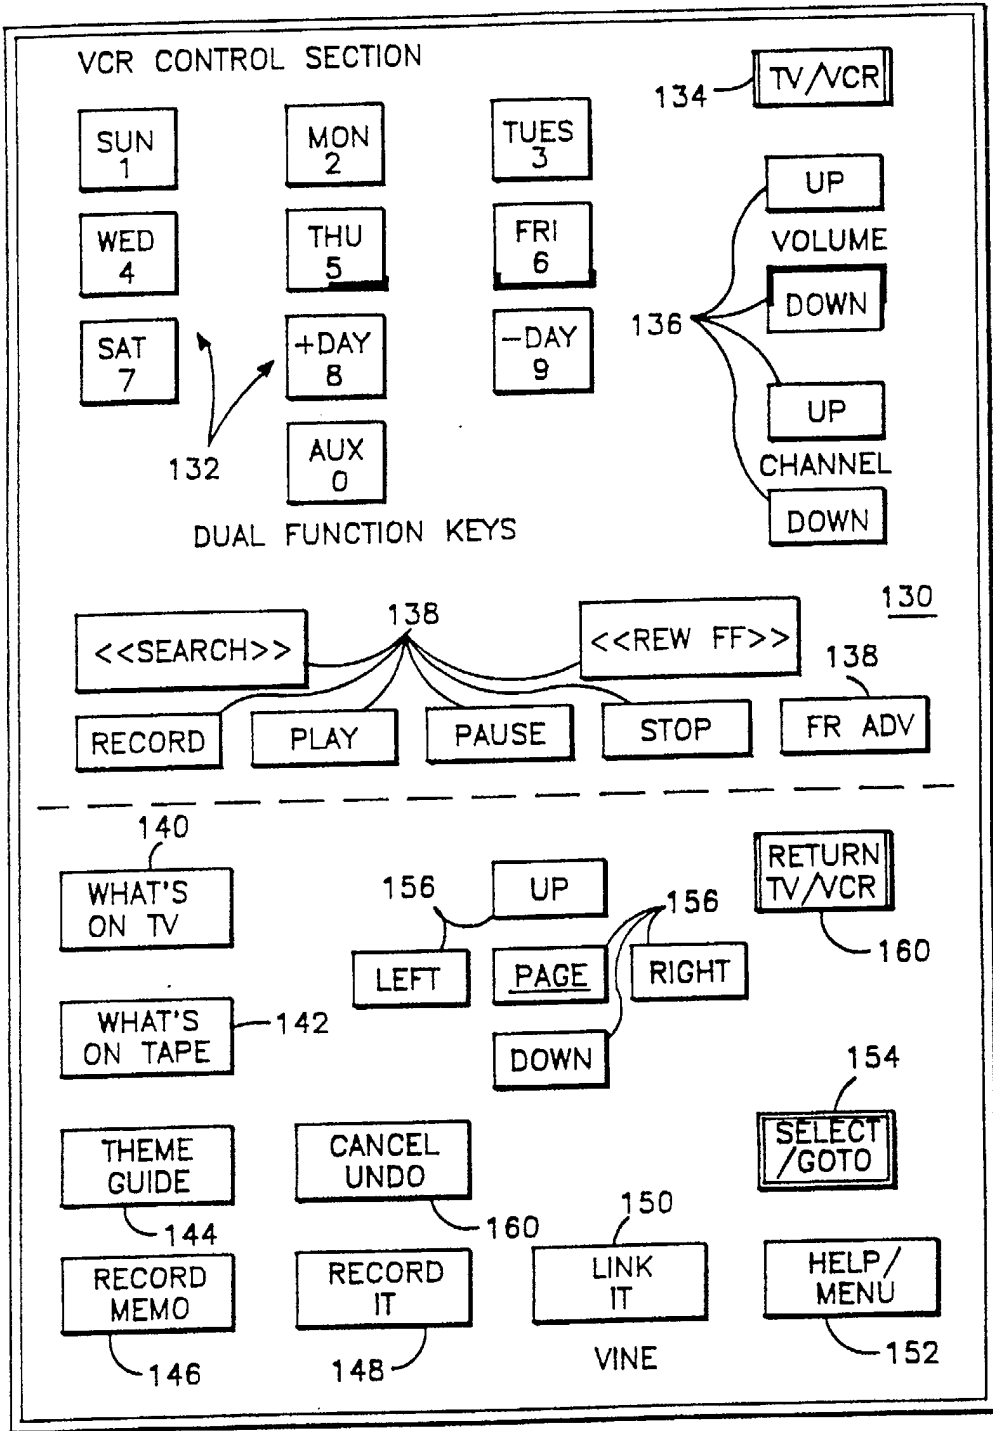 VCR CONTROL SECTION
134 TV/VCR
SUN
1
MON
2
TUES
3
UP
VOLUME
DOWN
136
UP
CHANNEL
DOWN
WED
4
THU
5
FRI
6
SAT
7
+DAY
8
−DAY
9
132
AUX
0
DUAL FUNCTION KEYS
130
<<SEARCH>>
138
<<REW FF>>
138
RECORD
PLAY
PAUSE
STOP
FR ADV
140
WHAT'S
ON TV
156
UP
156
RETURN
TV/VCR
160
LEFT
PAGE
RIGHT
DOWN
WHAT'S
ON TAPE
142
154
SELECT
/GOTO
THEME
GUIDE
144
CANCEL
UNDO
160
150
RECORD
MEMO
146
RECORD
IT
148
LINK
IT
VINE
HELP/
MENU
152